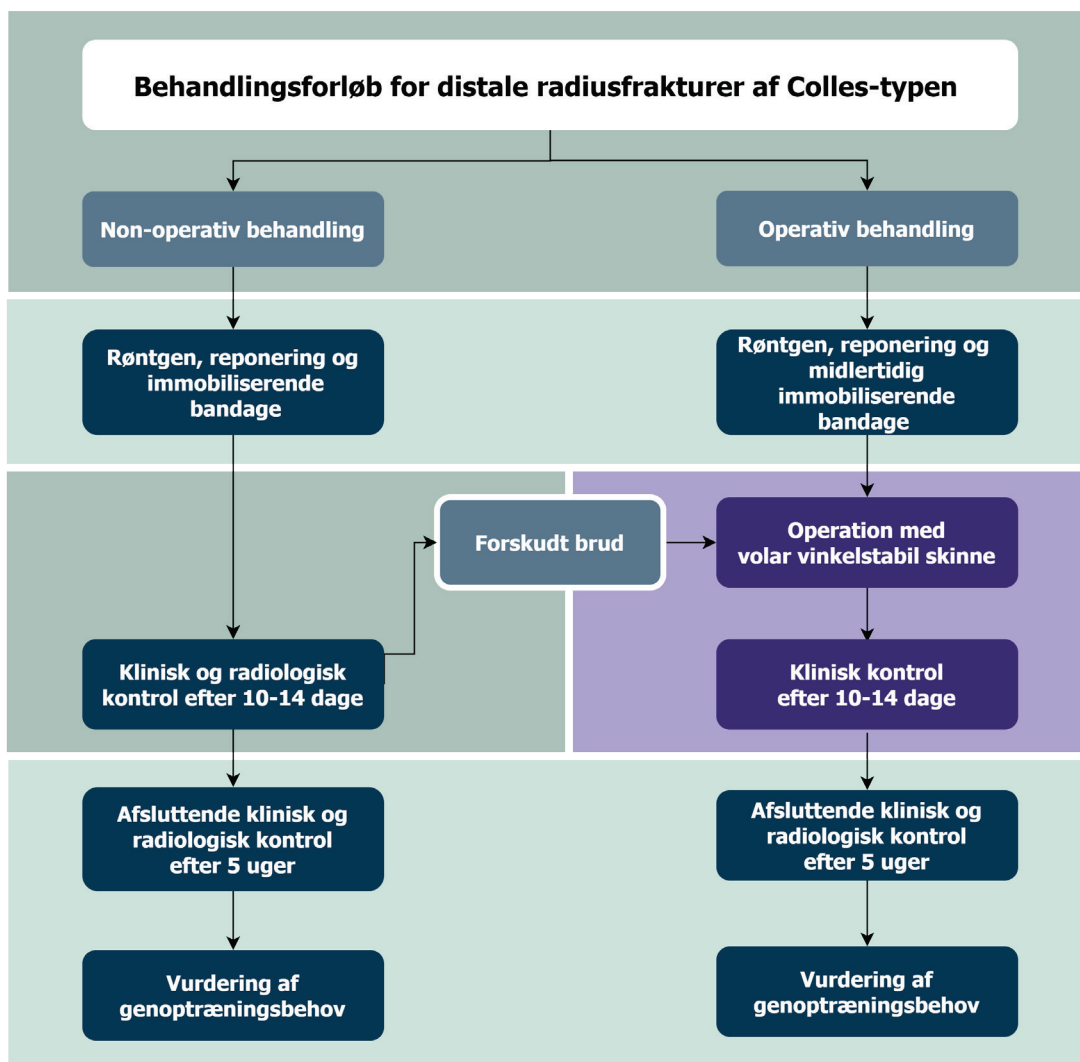 Behandlingsforløb for distale radiusfrakturer af Colles-typen
Non-operativ behandling
Operativ behandling
Røntgen, reponering og
immobiliserende
bandage
Røntgen, reponering og
midlertidig
immobiliserende
bandage
Forskudt brud
Operation med
volar vinkelstabil skinne
Klinisk og radiologisk
kontrol efter 10-14 dage
Klinisk kontrol
efter 10-14 dage
Afsluttende klinisk og
radiologisk kontrol
efter 5 uger
Afsluttende klinisk og
radiologisk kontrol
efter 5 uger
Vurdering af
genoptræningsbehov
Vurdering af
genoptræningsbehov